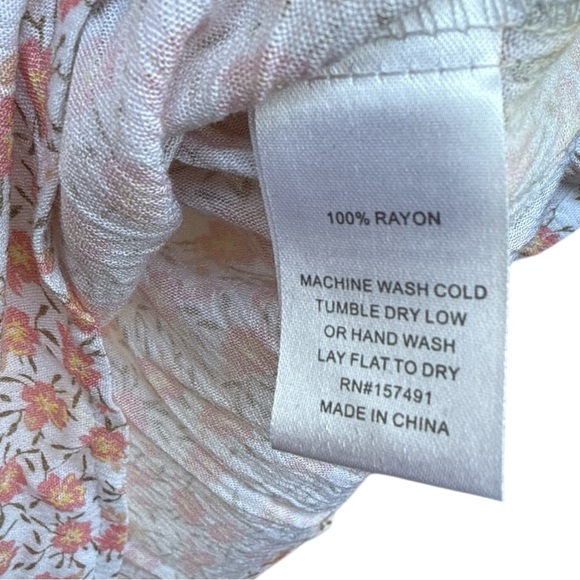 100% RAYON
MACHINE WASH COLD
TUMBLE DRY LOW
OR HAND WASH
LAY FLAT TO DRY
RN#157491
MADE IN CHINA